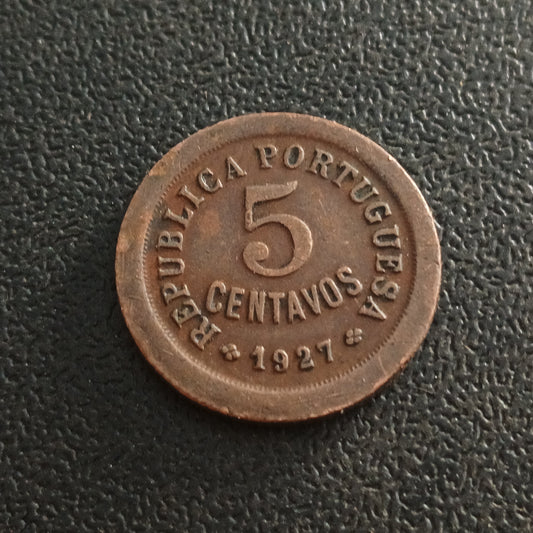 REPUBLICA PORTUGUESA
5
CENTAVOS
1927